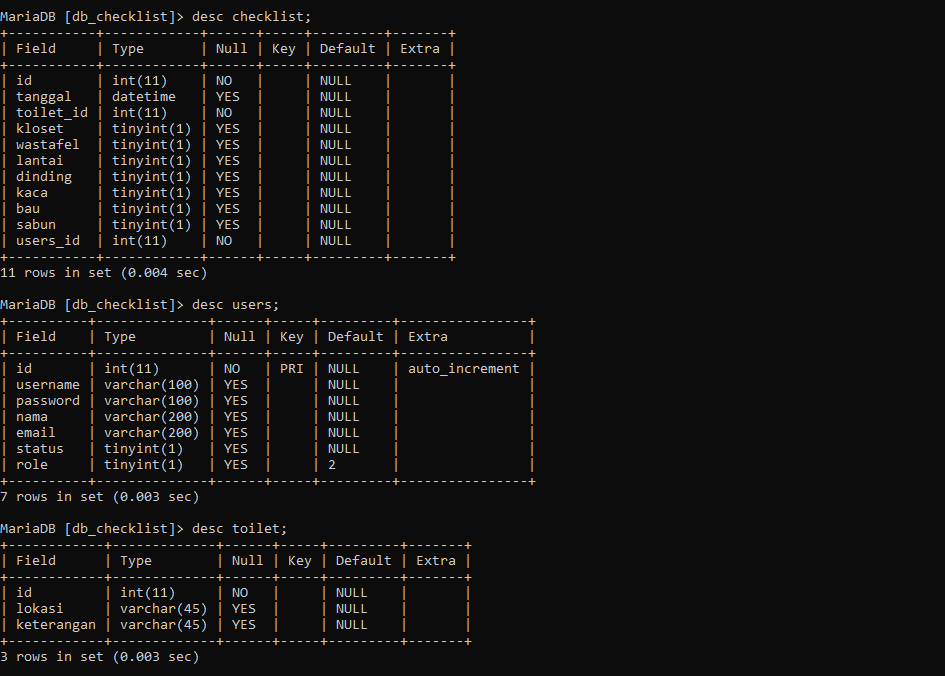 MariaDB [db_checklist]> desc checklist;
+-----------+------------+------+-----+---------+-------+
| Field     | Type       | Null | Key | Default | Extra |
+-----------+------------+------+-----+---------+-------+
| id        | int(11)    | NO   |     | NULL    |       |
| tanggal   | datetime   | YES  |     | NULL    |       |
| toilet_id | int(11)    | NO   |     | NULL    |       |
| kloset    | tinyint(1) | YES  |     | NULL    |       |
| wastafel  | tinyint(1) | YES  |     | NULL    |       |
| lantai    | tinyint(1) | YES  |     | NULL    |       |
| dinding   | tinyint(1) | YES  |     | NULL    |       |
| kaca      | tinyint(1) | YES  |     | NULL    |       |
| bau       | tinyint(1) | YES  |     | NULL    |       |
| sabun     | tinyint(1) | YES  |     | NULL    |       |
| users_id  | int(11)    | NO   |     | NULL    |       |
+-----------+------------+------+-----+---------+-------+
11 rows in set (0.004 sec)

MariaDB [db_checklist]> desc users;
+----------+--------------+------+-----+---------+----------------+
| Field    | Type         | Null | Key | Default | Extra          |
+----------+--------------+------+-----+---------+----------------+
| id       | int(11)      | NO   | PRI | NULL    | auto_increment |
| username | varchar(100) | YES  |     | NULL    |                |
| password | varchar(100) | YES  |     | NULL    |                |
| nama     | varchar(200) | YES  |     | NULL    |                |
| email    | varchar(200) | YES  |     | NULL    |                |
| status   | tinyint(1)   | YES  |     | NULL    |                |
| role     | tinyint(1)   | YES  |     | 2       |                |
+----------+--------------+------+-----+---------+----------------+
7 rows in set (0.003 sec)

MariaDB [db_checklist]> desc toilet;
+------------+-------------+------+-----+---------+-------+
| Field      | Type        | Null | Key | Default | Extra |
+------------+-------------+------+-----+---------+-------+
| id         | int(11)     | NO   |     | NULL    |       |
| lokasi     | varchar(45) | YES  |     | NULL    |       |
| keterangan | varchar(45) | YES  |     | NULL    |       |
+------------+-------------+------+-----+---------+-------+
3 rows in set (0.003 sec)